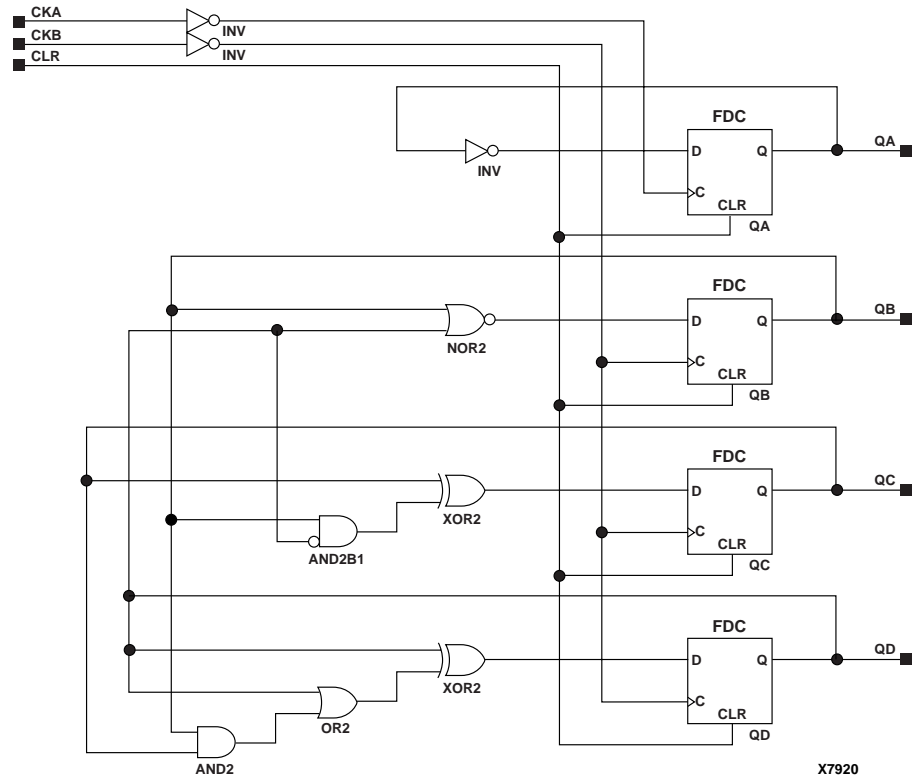 CKA
INV
CKB
INV
CLR
FDC
D
Q
QA
INV
C
CLR
QA
FDC
D
Q
QB
NOR2
C
CLR
QB
FDC
D
Q
QC
XOR2
C
AND2B1
CLR
QC
FDC
D
Q
QD
XOR2
C
OR2
CLR
QD
AND2
X7920